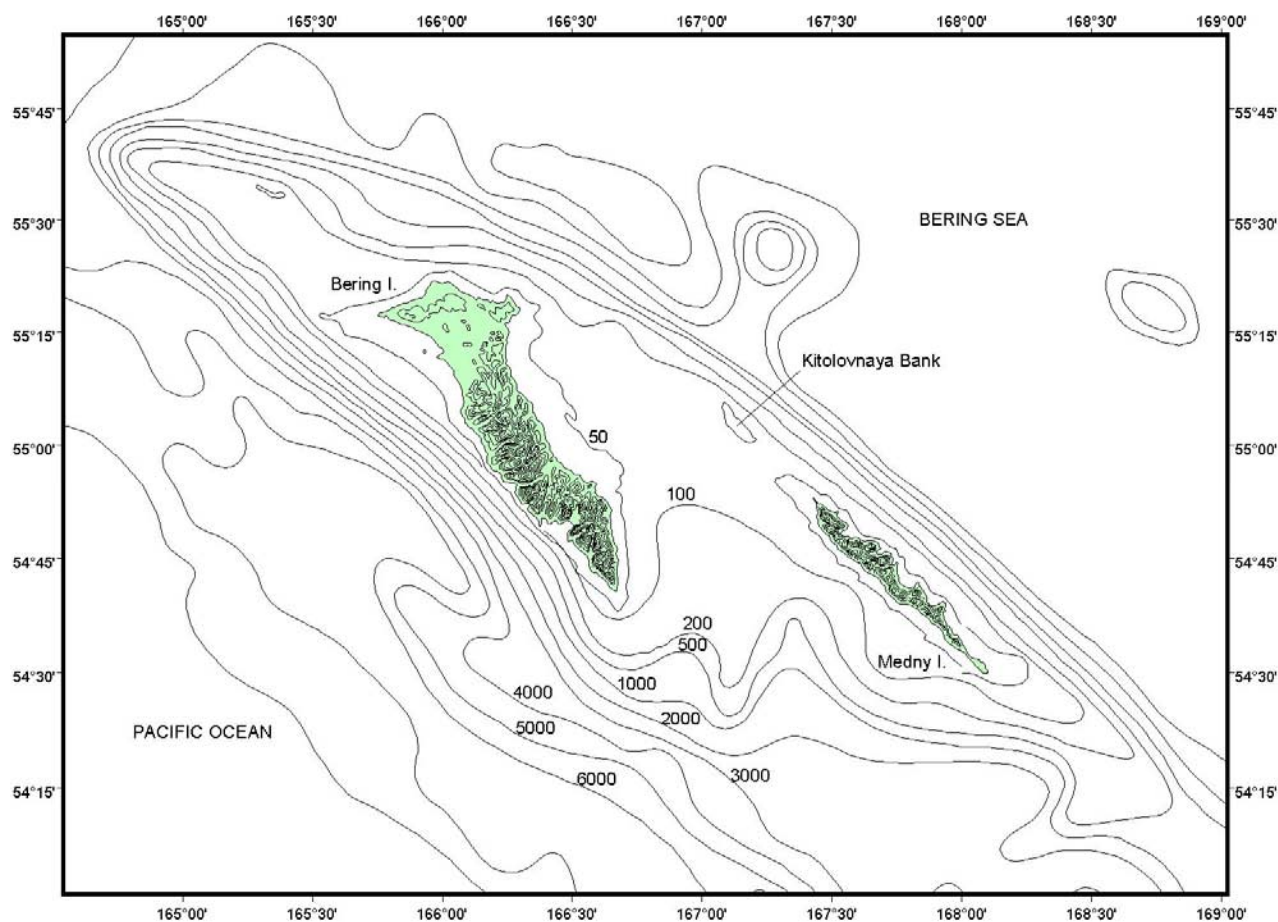 165°00' 165°30' 166°00' 166°30' 167°00' 167°30' 168°00' 168°30' 169°00'
55°45' 55°45'
55°30' 55°30'
BERING SEA
Bering I.
55°15' 55°15'
Kitolovnaya Bank
55°00' 50 55°00'
100
54°45' 54°45'
200
500
Medny I.
54°30' 54°30'
1000
4000
2000
5000
PACIFIC OCEAN
3000
6000
54°15' 54°15'
165°00' 165°30' 166°00' 166°30' 167°00' 167°30' 168°00' 168°30' 169°00'